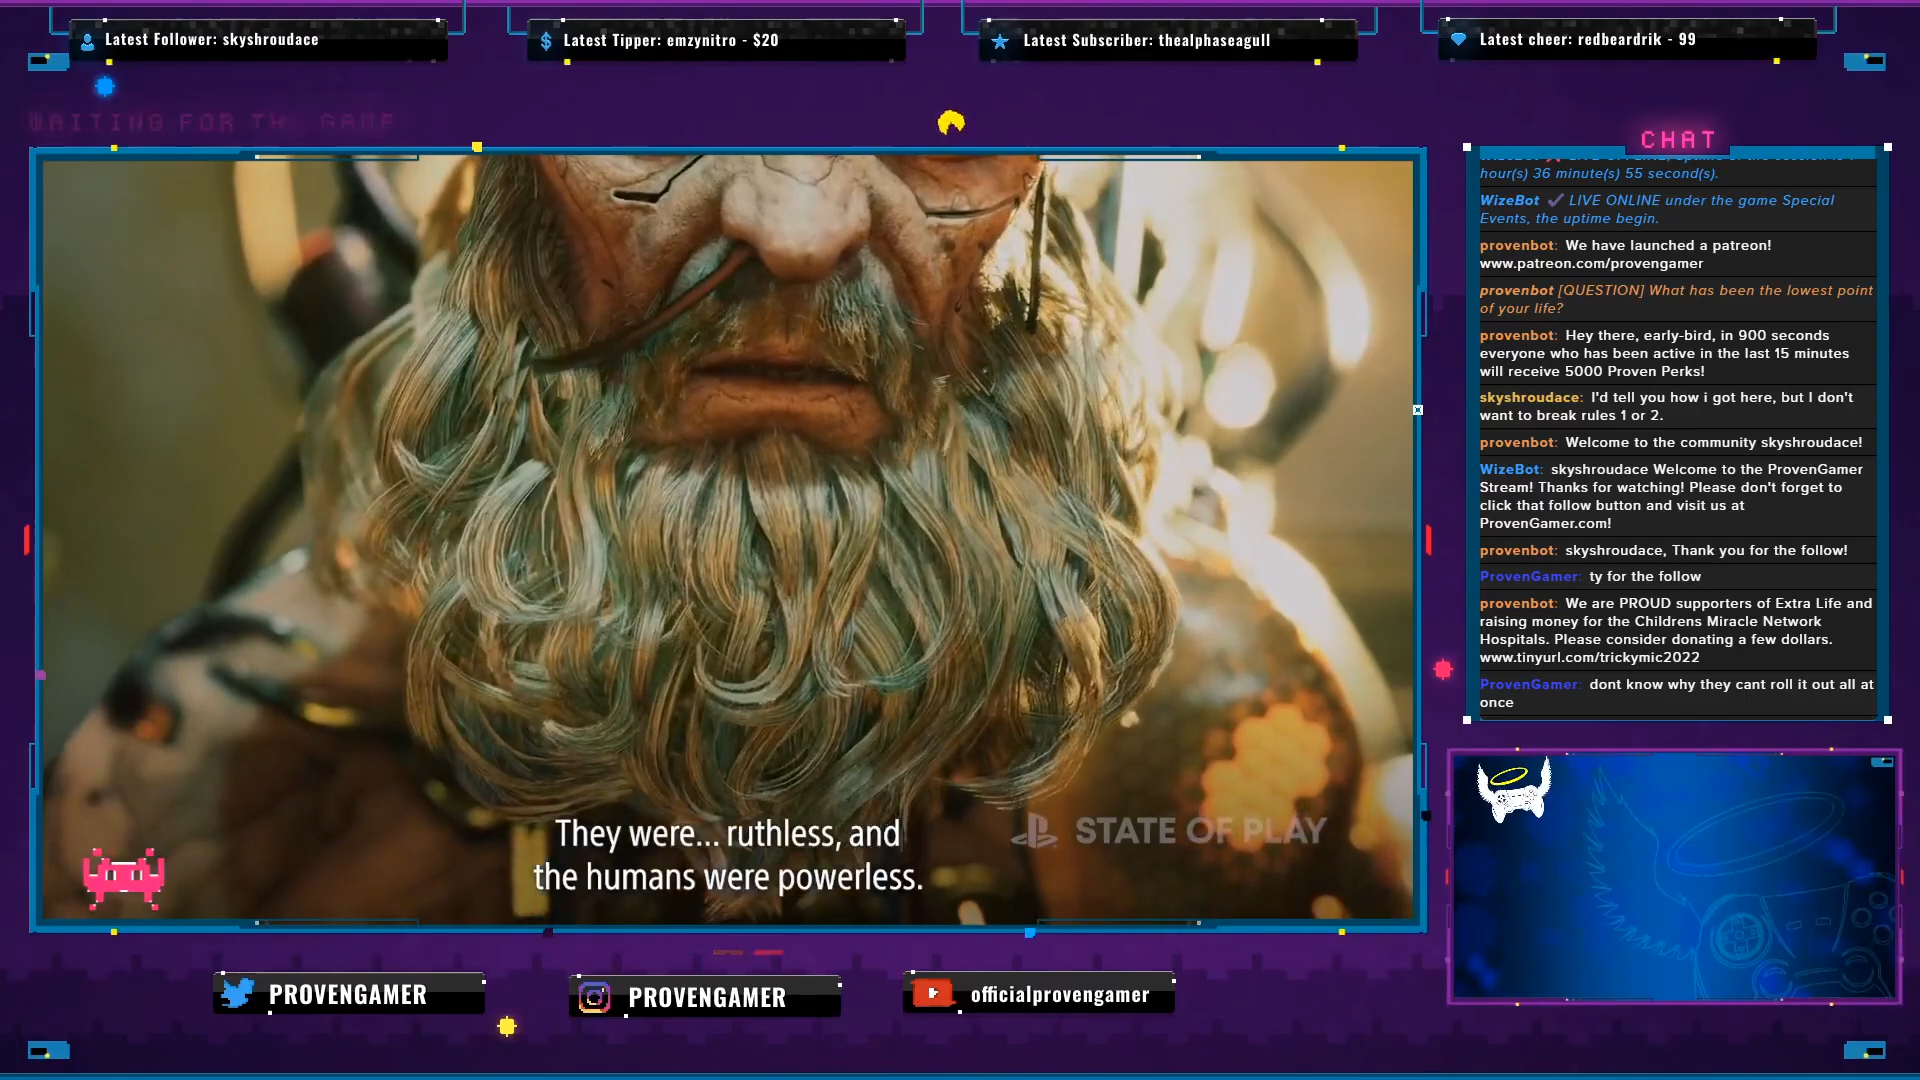 Latest Follower: skyshroudace
Latest Tipper: emzynitro - $20
Latest Subscriber: thealphaseagull
Latest cheer: redbeardrik - 99
WAITING FOR TH GAME
CHAT
hour(s) 36 minute(s) 55 second(s).
WizeBot ✔ LIVE ONLINE under the game Special
Events, the uptime begin.
provenbot: We have launched a patreon!
www.patreon.com/provengamer
provenbot [QUESTION] What has been the lowest point
of your life?
provenbot: Hey there, early-bird, in 900 seconds
everyone who has been active in the last 15 minutes
will receive 5000 Proven Perks!
skyshroudace: I'd tell you how i got here, but I don't
want to break rules 1 or 2.
provenbot: Welcome to the community skyshroudace!
WizeBot: skyshroudace Welcome to the ProvenGamer
Stream! Thanks for watching! Please don't forget to
click that follow button and visit us at
ProvenGamer.com!
provenbot: skyshroudace, Thank you for the follow!
ProvenGamer: ty for the follow
provenbot: We are PROUD supporters of Extra Life and
raising money for the Childrens Miracle Network
Hospitals. Please consider donating a few dollars.
www.tinyurl.com/trickymic2022
ProvenGamer: dont know why they cant roll it out all at
once
They were... ruthless, and
the humans were powerless.
STATE OF PLAY
PROVENGAMER
PROVENGAMER
officialprovengamer